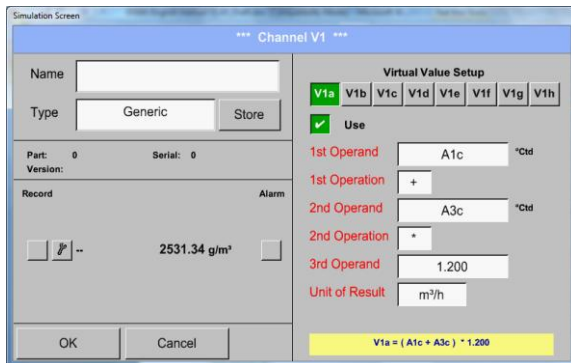 Simulation Screen
*** Channel V1 ***
Name
Type Generic Store
Part: 0 Serial: 0
Version:
Record Alarm
-- 2531.34 g/m³
OK Cancel
Virtual Value Setup
V1a V1b V1c V1d V1e V1f V1g V1h
Use
1st Operand A1c °Ctd
1st Operation +
2nd Operand A3c °Ctd
2nd Operation *
3rd Operand 1.200
Unit of Result m³/h
V1a = ( A1c + A3c ) * 1.200